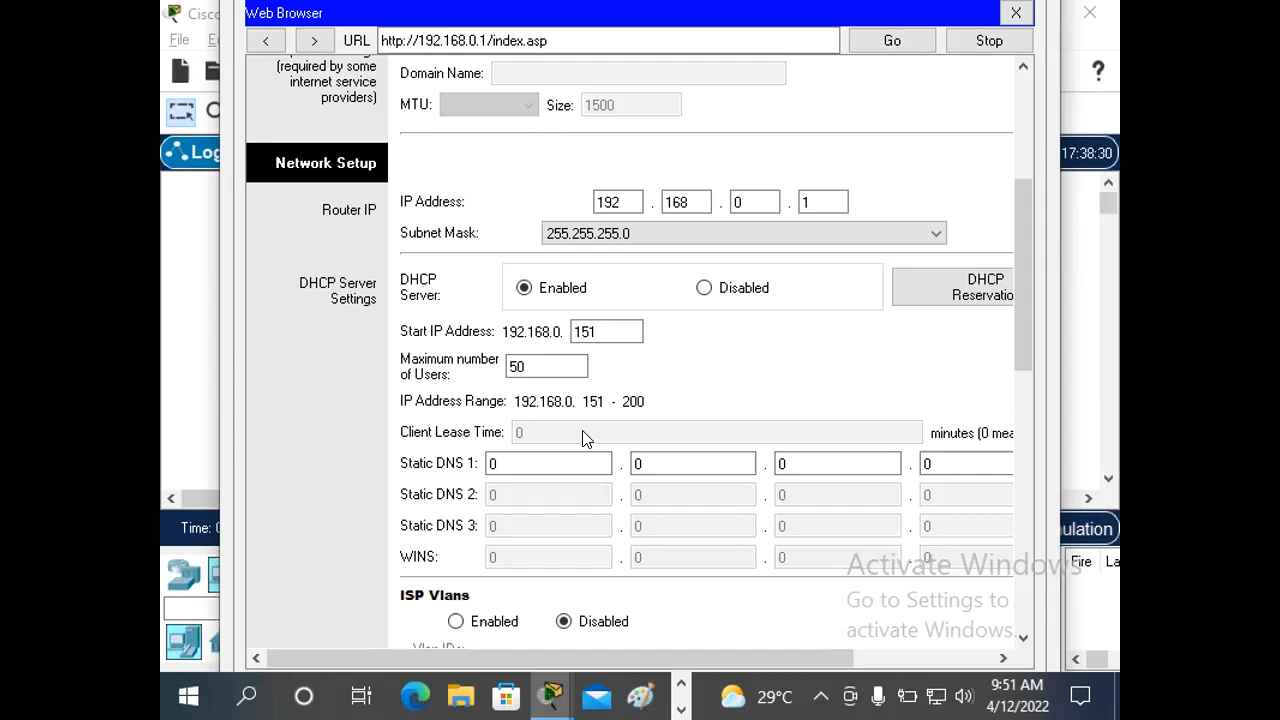 Cisco
Web Browser
X
File
<
>
URL
http://192.168.0.1/index.asp
Go
Stop
(required by some
internet service
providers)
Domain Name:
MTU:
Size:
1500
?
Log
17:38:30
Network Setup
Router IP
IP Address:
192 . 168 . 0 . 1
Subnet Mask:
255.255.255.0
DHCP Server
Settings
DHCP
Server:
Enabled
Disabled
DHCP
Reservatio
Start IP Address: 192.168.0. 151
Maximum number
of Users:
50
IP Address Range: 192.168.0. 151 - 200
Client Lease Time: 0
minutes (0 mea
Static DNS 1: 0 . 0 . 0 . 0
Static DNS 2: 0 . 0 . 0 . 0
Static DNS 3: 0 . 0 . 0 . 0
WINS: 0 . 0 . 0 . 0
ISP Vlans
Enabled
Disabled
Time: 0
ulation
Fire
La
Activate Windows
Go to Settings to
activate Windows.
29°C
9:51 AM
4/12/2022